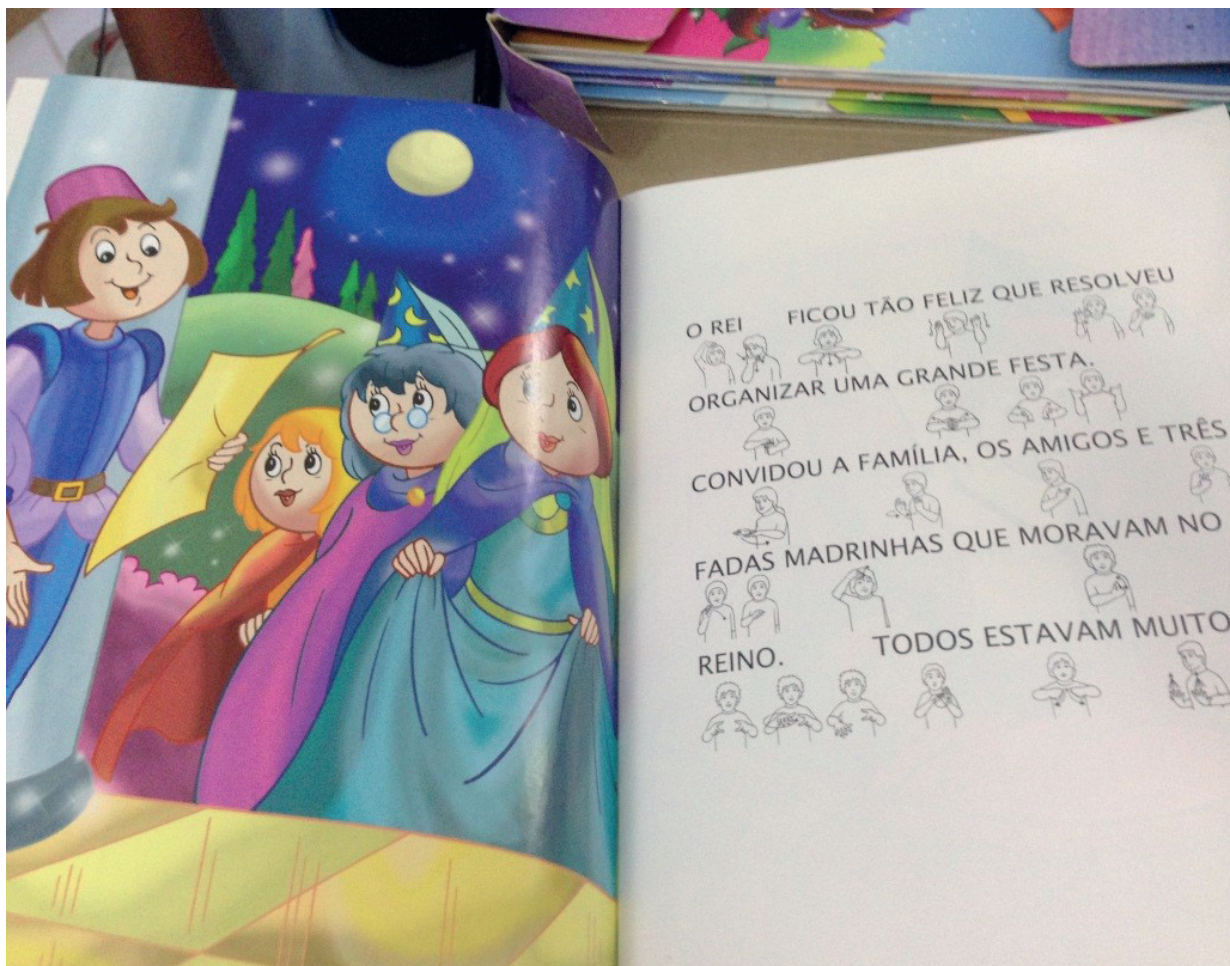 O REI FICOU TÃO FELIZ QUE RESOLVEU
ORGANIZAR UMA GRANDE FESTA.
CONVIDOU A FAMÍLIA, OS AMIGOS E TRÊS
FADAS MADRINHAS QUE MORAVAM NO
REINO. TODOS ESTAVAM MUITO